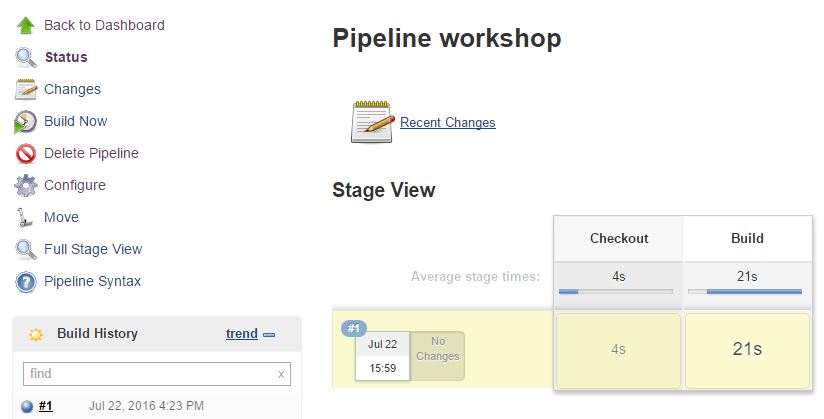 Back to Dashboard
Status
Changes
Build Now
Delete Pipeline
Configure
Move
Full Stage View
Pipeline Syntax
Build History
trend
find
x
#1
Jul 22, 2016 4:23 PM
Pipeline workshop
Recent Changes
Stage View
Checkout Build
Average stage times: 4s 21s
#1
Jul 22
15:59
No
Changes
4s 21s